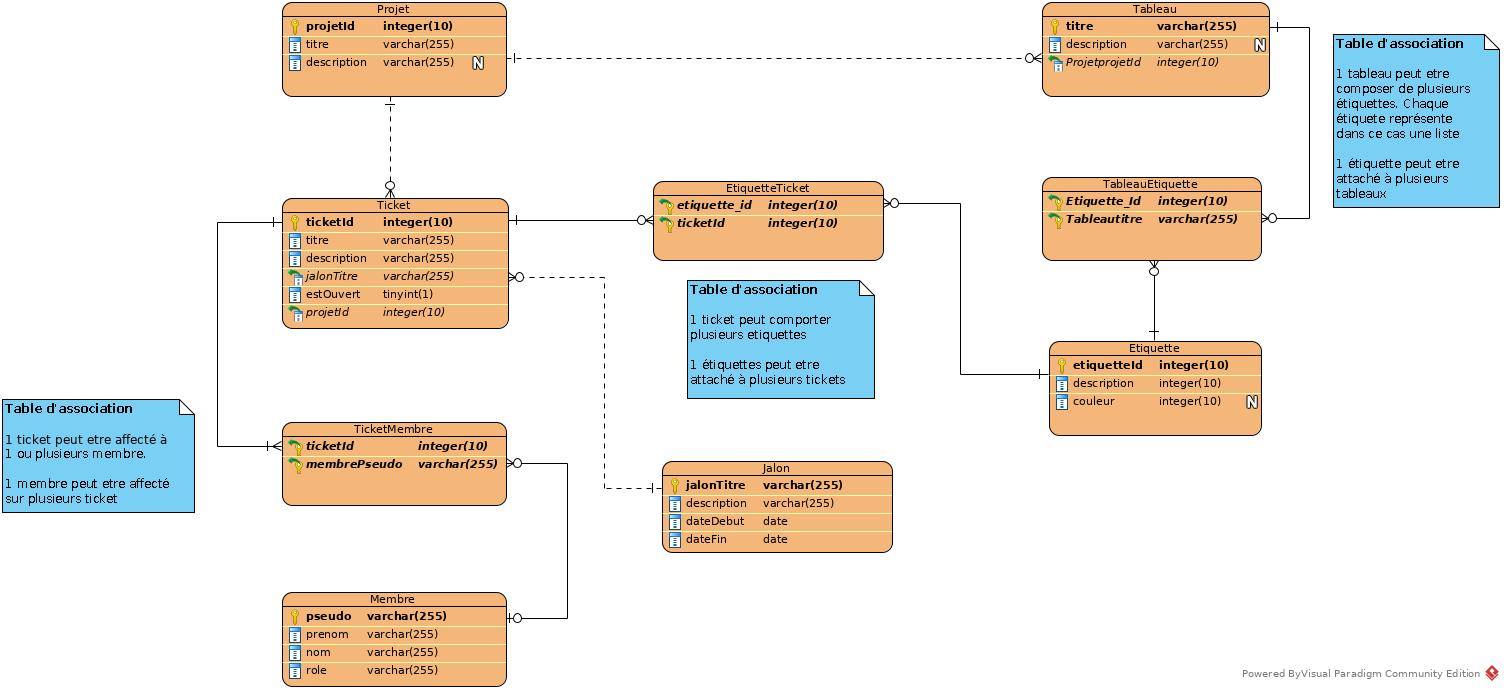 Projet
projetId integer(10)
titre varchar(255)
description varchar(255) N
Tableau
titre varchar(255)
description varchar(255) N
ProjetprojetId integer(10)
Table d'association
1 tableau peut etre
composer de plusieurs
étiquettes. Chaque
étiquete représente
dans ce cas une liste
1 étiquette peut etre
attaché à plusieurs
tableaux
Ticket
ticketId integer(10)
titre varchar(255)
description varchar(255)
jalonTitre varchar(255)
estOuvert tinyint(1)
projetId integer(10)
EtiquetteTicket
etiquette_id integer(10)
ticketId integer(10)
TableauEtiquette
Etiquette_Id integer(10)
Tableautitre varchar(255)
Table d'association
1 ticket peut comporter
plusieurs etiquettes
1 étiquettes peut etre
attaché à plusieurs tickets
Etiquette
etiquetteId integer(10)
description integer(10)
couleur integer(10) N
Table d'association
1 ticket peut etre affecté à
1 ou plusieurs membre.
1 membre peut etre affecté
sur plusieurs ticket
TicketMembre
ticketId integer(10)
membrePseudo varchar(255)
Jalon
jalonTitre varchar(255)
description varchar(255)
dateDebut date
dateFin date
Membre
pseudo varchar(255)
prenom varchar(255)
nom varchar(255)
role varchar(255)
Powered ByVisual Paradigm Community Edition